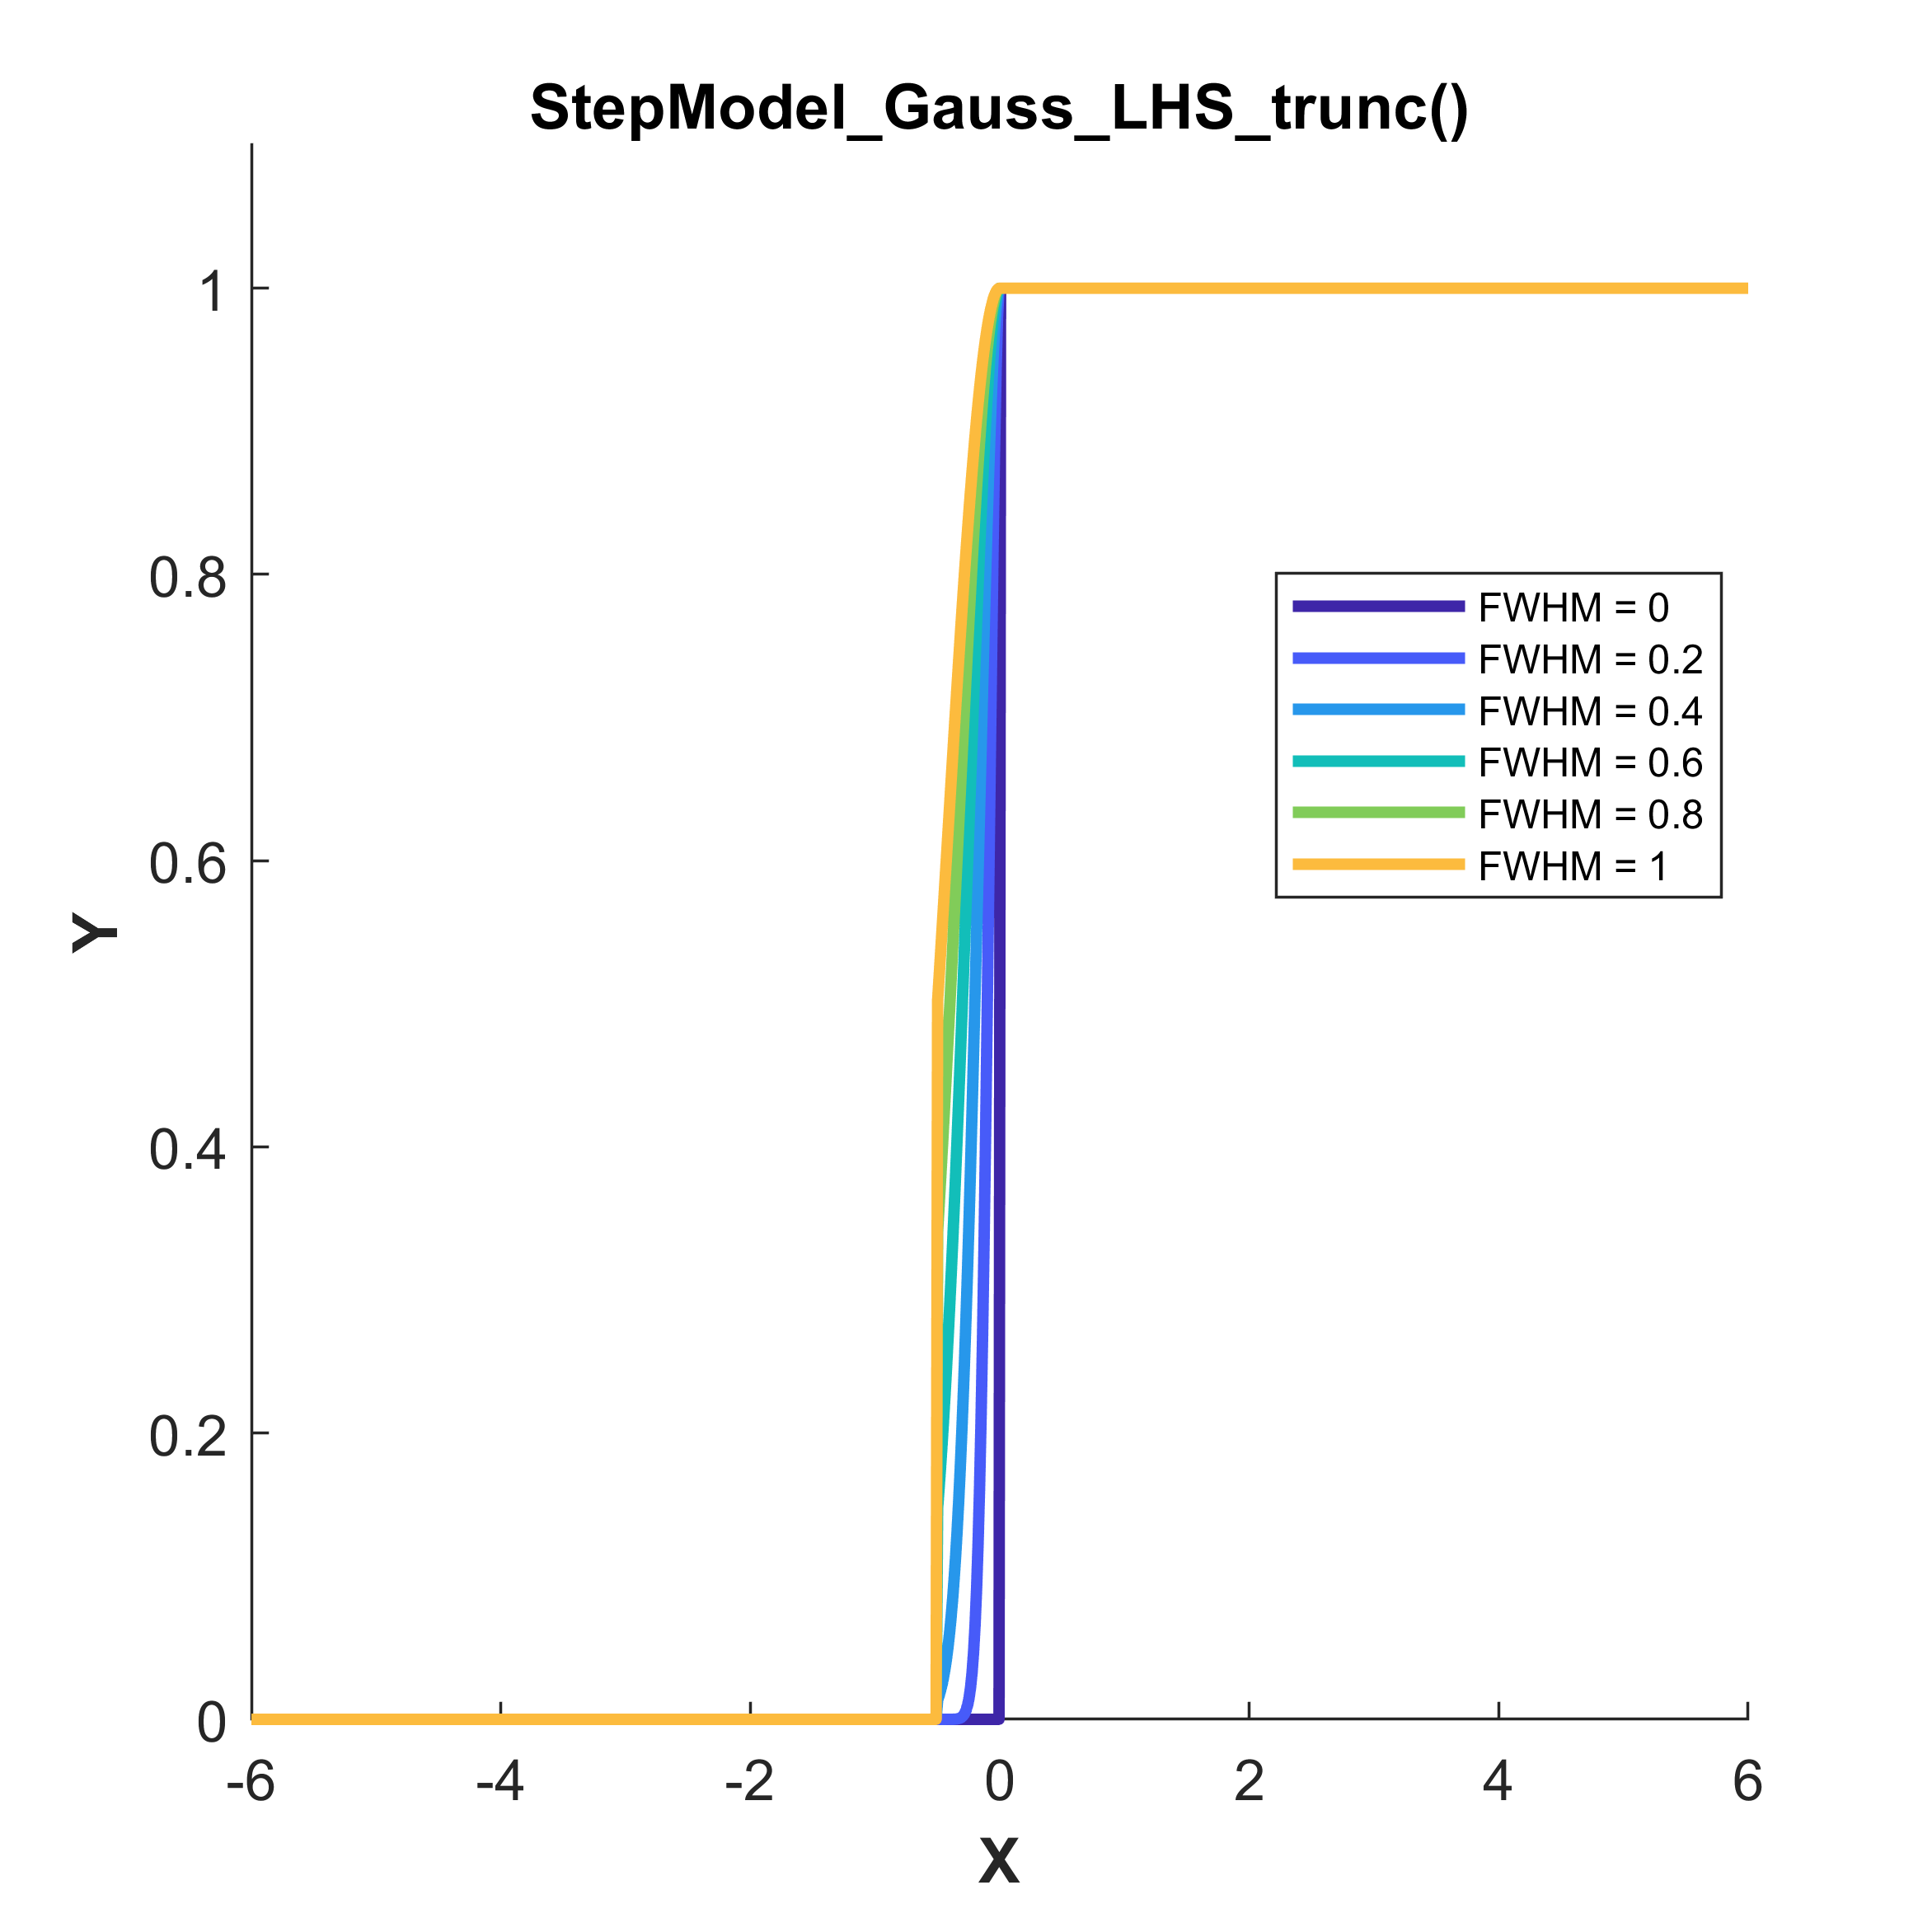 StepModel_Gauss_LHS_trunc()
1
0.8
0.6
0.4
0.2
0
Y
FWHM = 0
FWHM = 0.2
FWHM = 0.4
FWHM = 0.6
FWHM = 0.8
FWHM = 1
-6 -4 -2 0 2 4 6
X